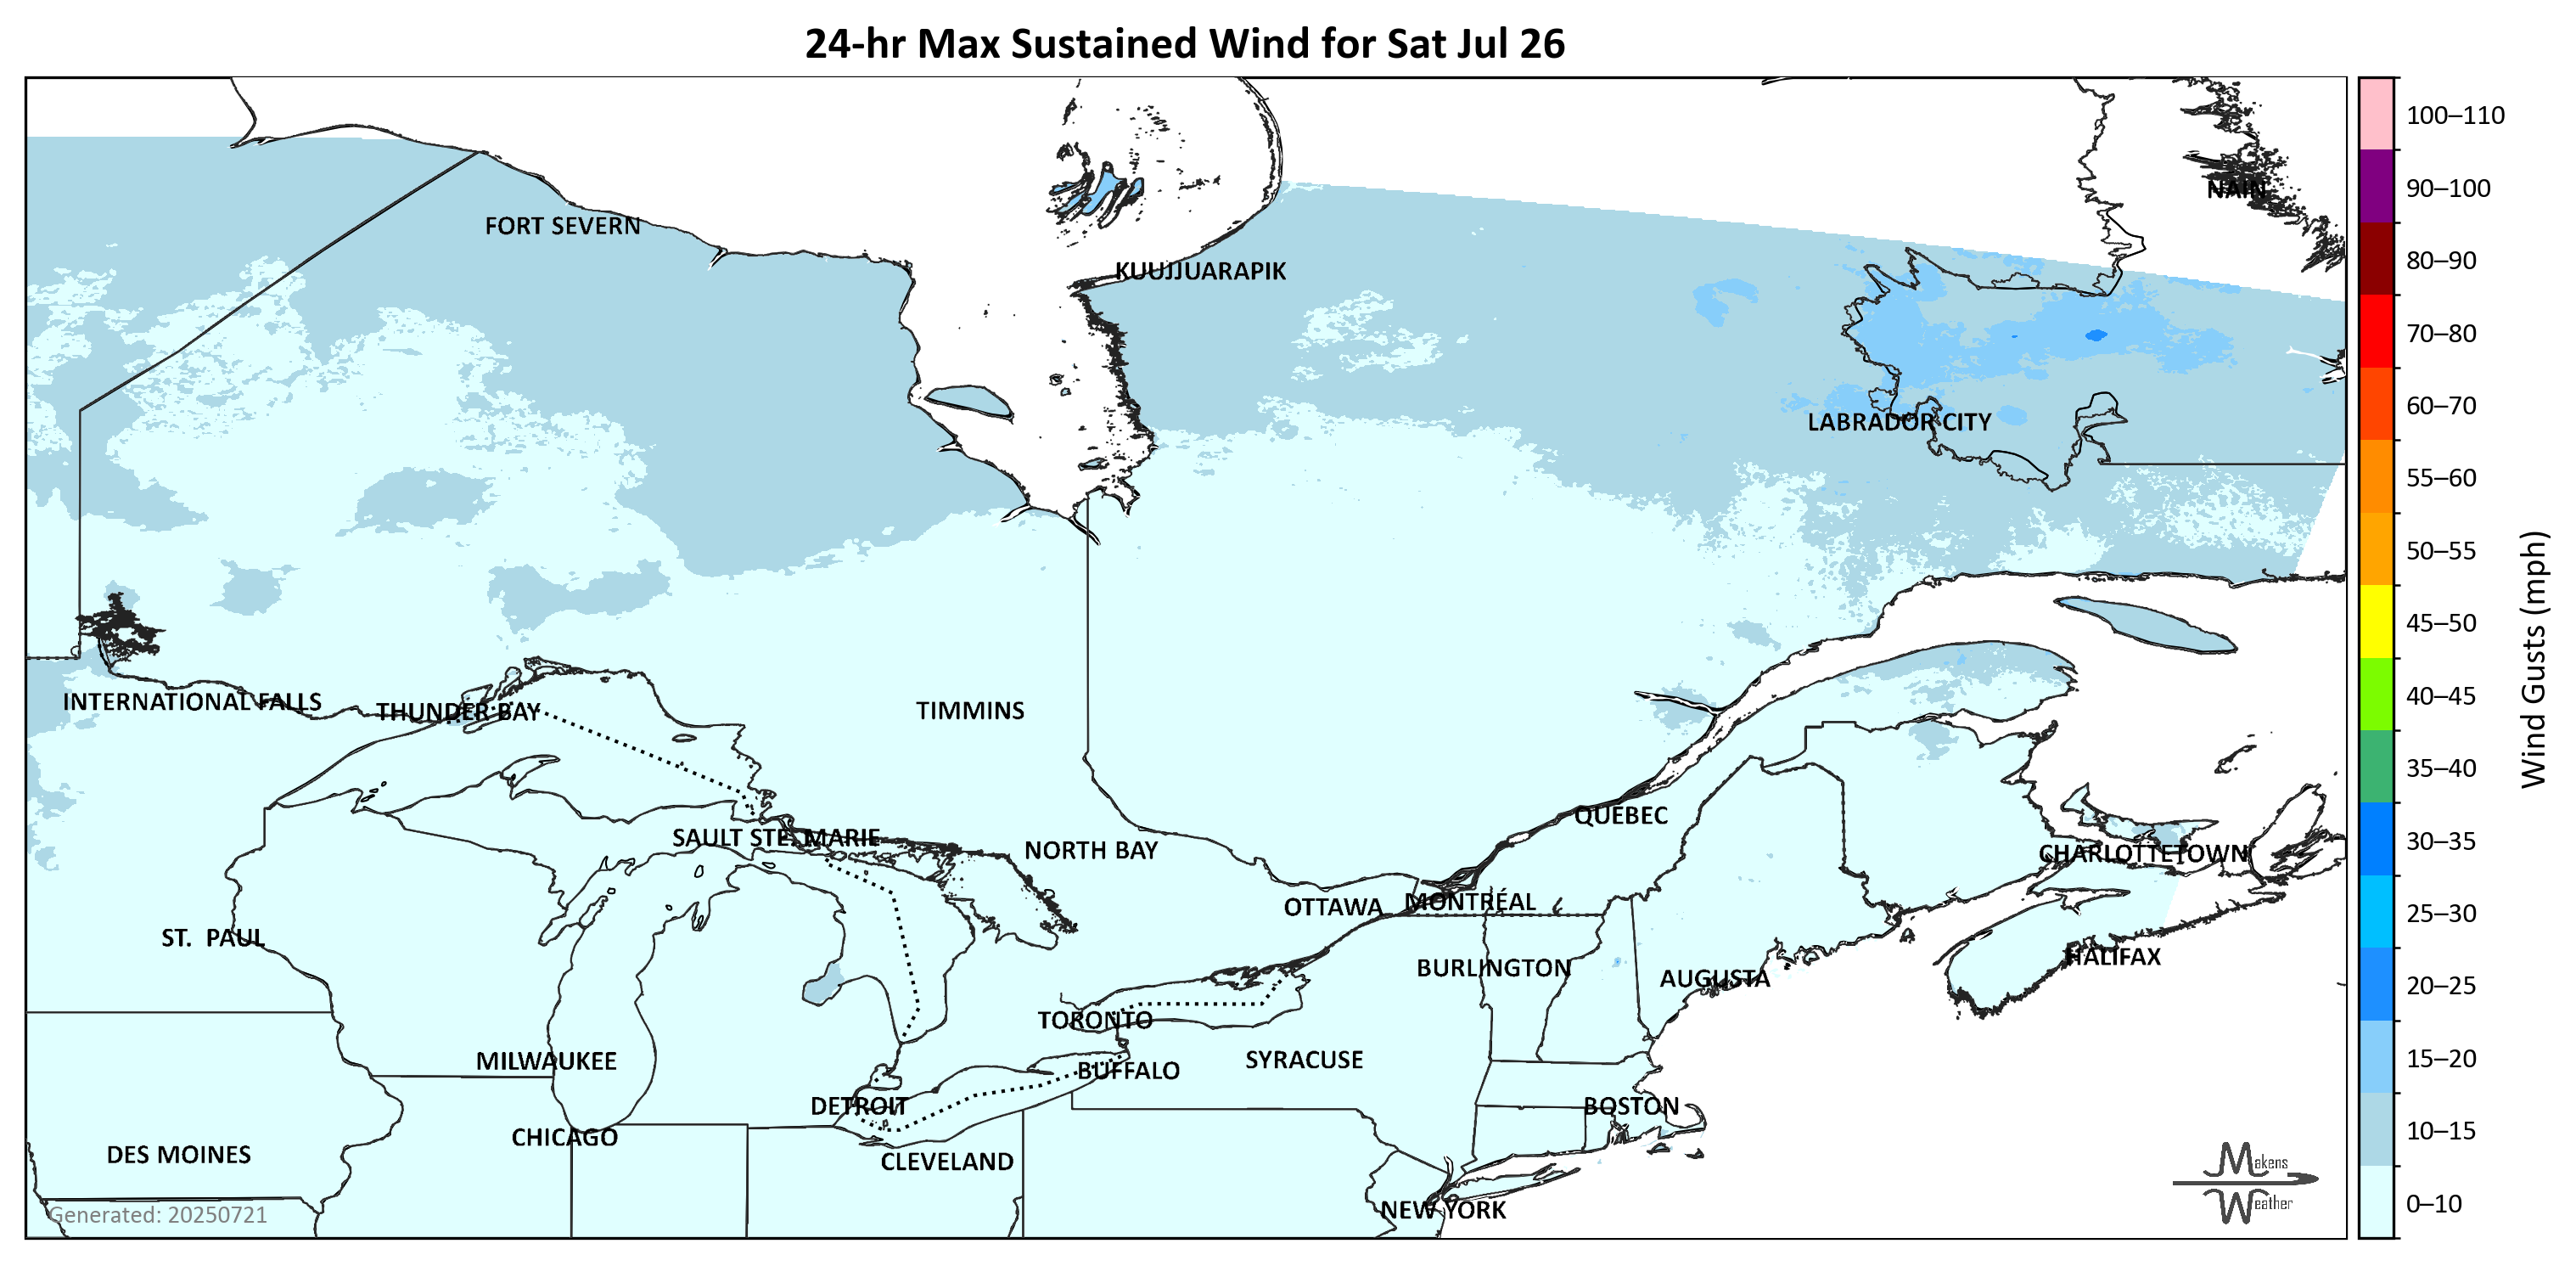 24-hr Max Sustained Wind for Sat Jul 26
NAIN
FORT SEVERN
KUUJJUARAPIK
LABRADOR CITY
INTERNATIONAL FALLS
THUNDER BAY
TIMMINS
QUÉBEC
SAULT STE. MARIE
NORTH BAY
CHARLOTTETOWN
OTTAWA
MONTRÉAL
ST. PAUL
HALIFAX
BURLINGTON
AUGUSTA
TORONTO
MILWAUKEE
SYRACUSE
BUFFALO
DETROIT
BOSTON
CHICAGO
DES MOINES
CLEVELAND
NEW YORK
Generated: 20250721
Makens
Weather
100–110
90–100
80–90
70–80
60–70
55–60
50–55
45–50
40–45
35–40
30–35
25–30
20–25
15–20
10–15
0–10
Wind Gusts (mph)